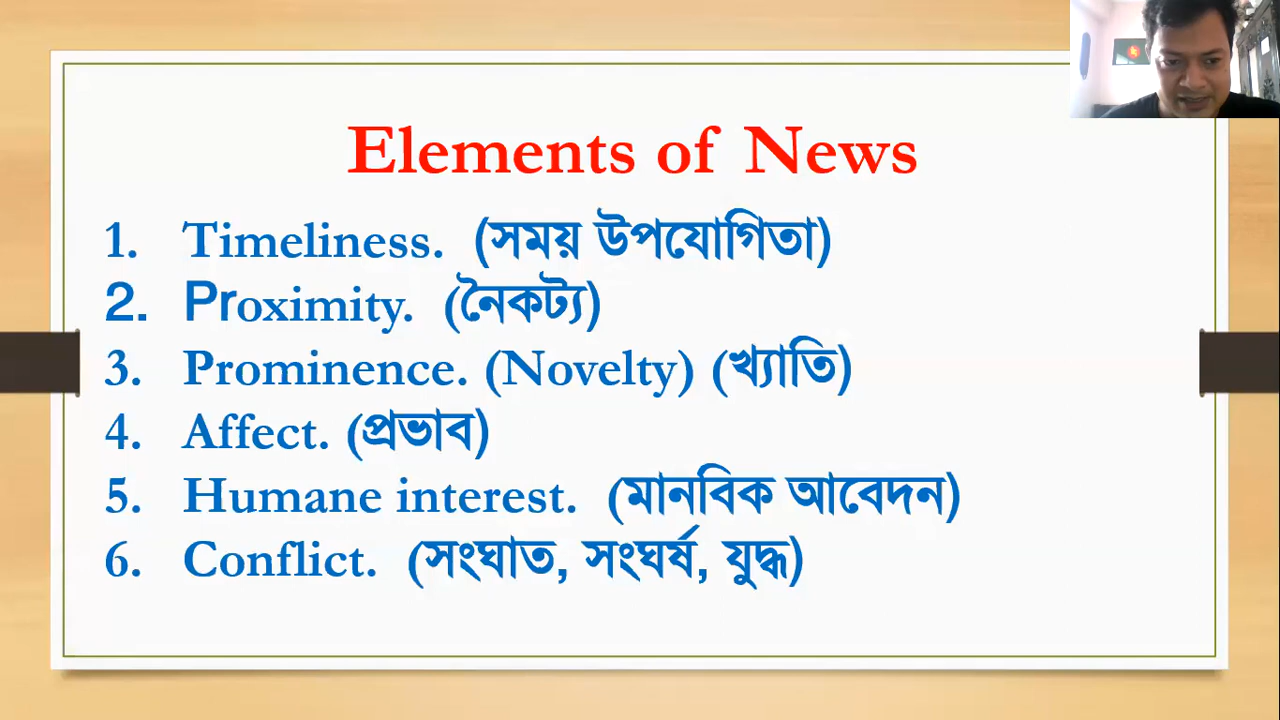 Elements of News
1. Timeliness. (সময় উপযোগিতা)
2. Proximity. (নৈকট্য)
3. Prominence. (Novelty) (খ্যাতি)
4. Affect. (প্রভাব)
5. Humane interest. (মানবিক আবেদন)
6. Conflict. (সংঘাত, সংঘর্ষ, যুদ্ধ)